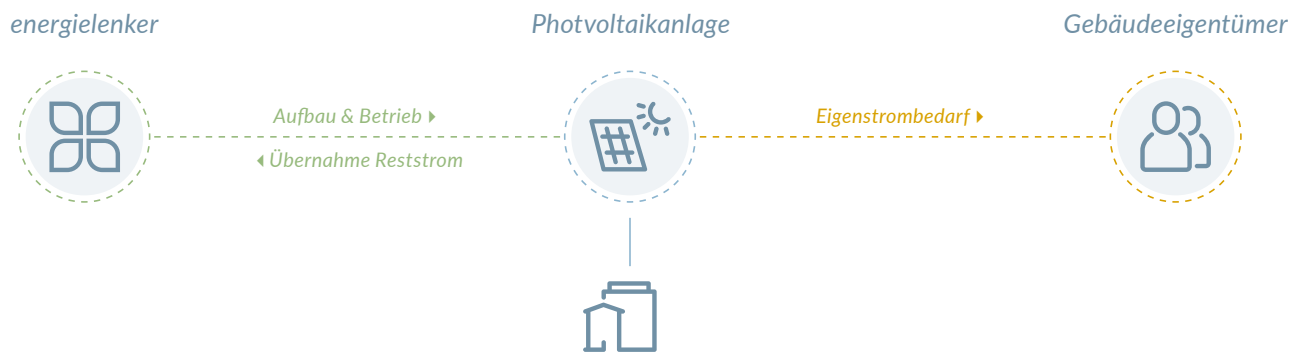 energielenker
Photvoltaikanlage
Gebäudeeigentümer
Aufbau & Betrieb
Eigenstrombedarf
Übernahme Reststrom